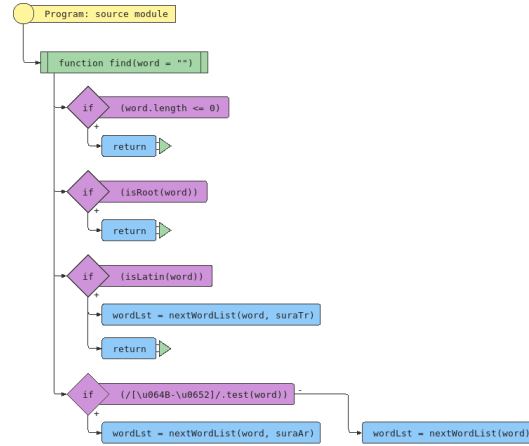 Program: source module
function find(word = "")
if (word.length <= 0)
+
return
if (isRoot(word))
+
return
if (isLatin(word))
+
wordLst = nextWordList(word, suraTr)
return
if (/[\u064B-\u0652]/.test(word)) -
+
wordLst = nextWordList(word, suraAr) wordLst = nextWordList(word)